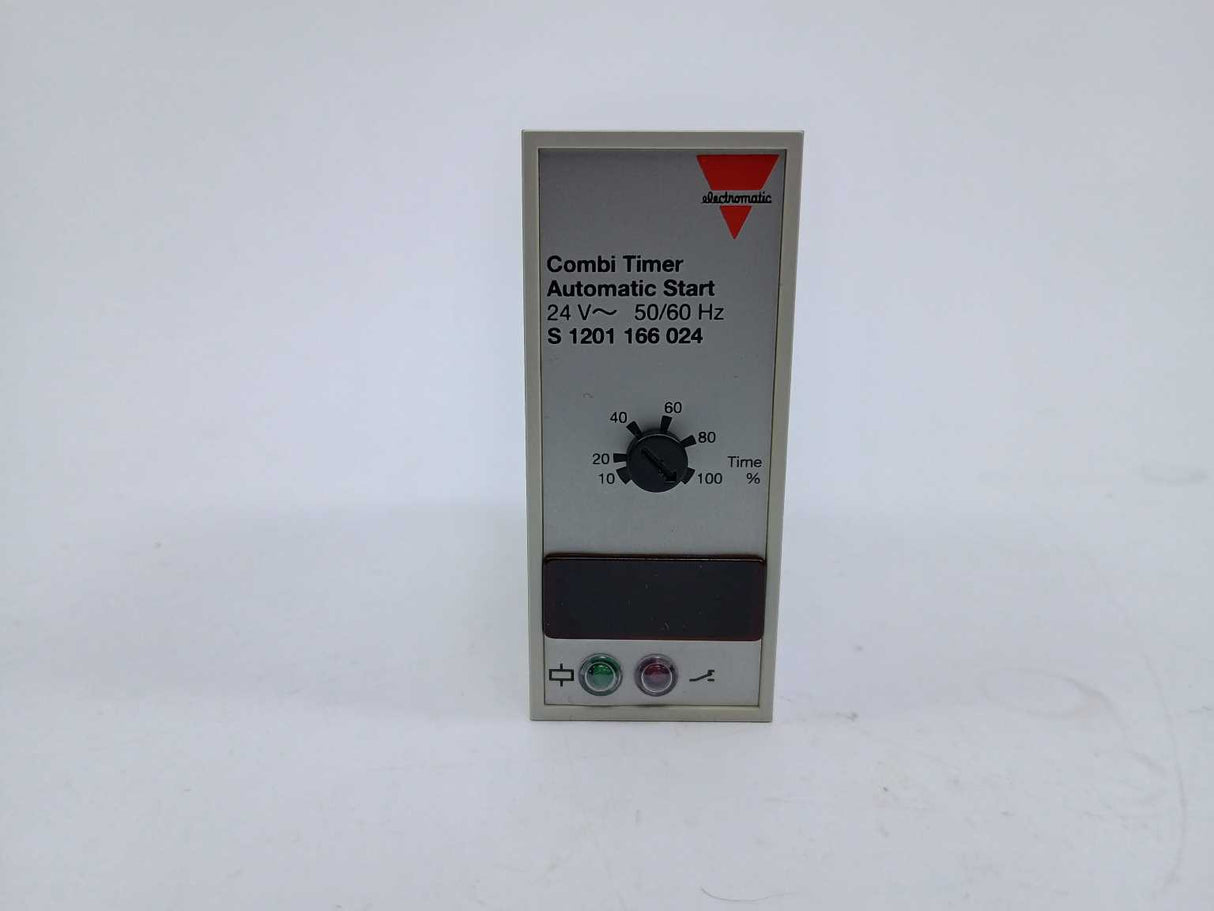 electromatic
Combi Timer
Automatic Start
24 V~ 50/60 Hz
S 1201 166 024
40 60
80
20
10 100
Time
%